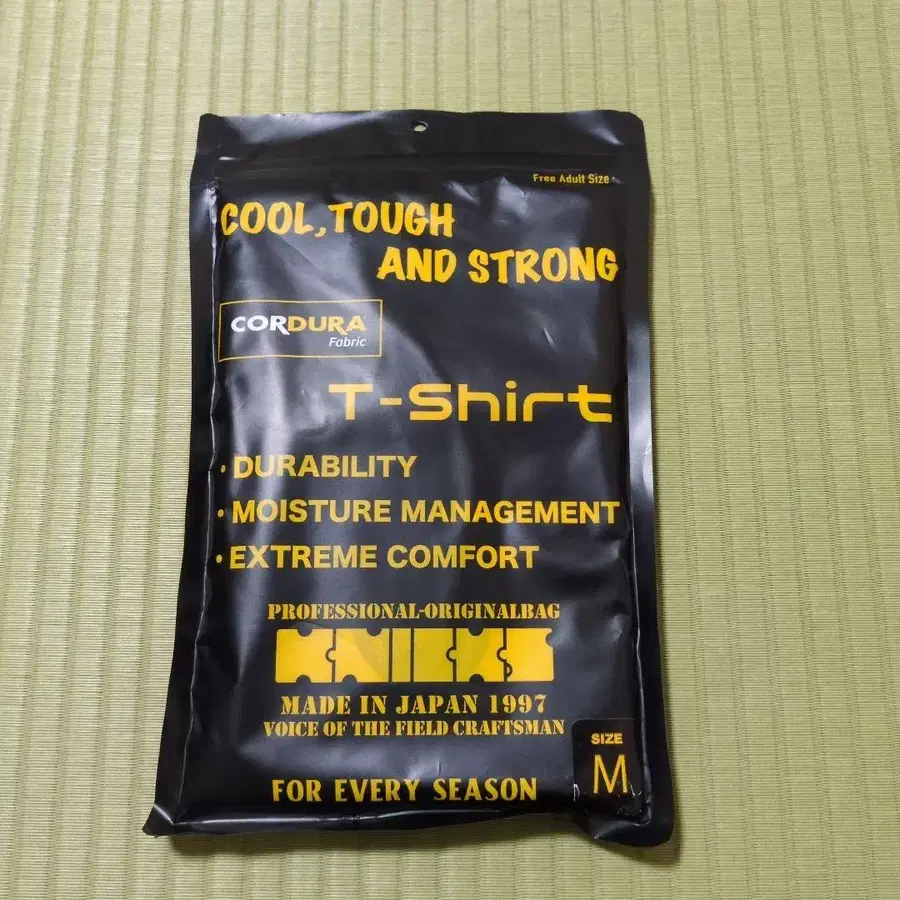 Free Adult Size
COOL, TOUGH
AND STRONG
CORDURA
Fabric
T-Shirt
• DURABILITY
• MOISTURE MANAGEMENT
• EXTREME COMFORT
PROFESSIONAL-ORIGINALBAG
KNICKS
MADE IN JAPAN 1997
VOICE OF THE FIELD CRAFTSMAN
SIZE
M
FOR EVERY SEASON